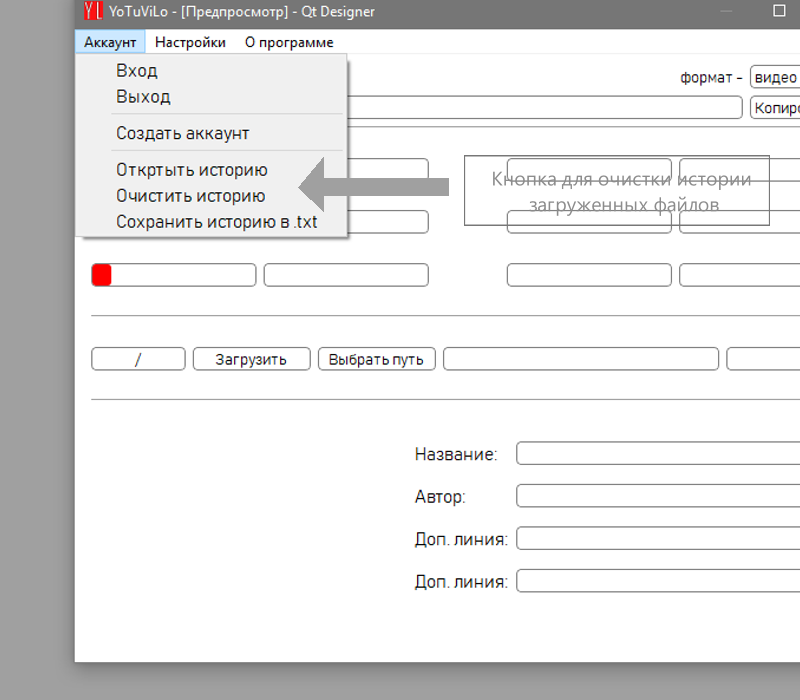 YL YoTuViLo - [Предпросмотр] - Qt Designer
Аккаунт Настройки О программе
Вход
формат - видео
Выход
Создать аккаунт
Откртыть историю
Кнопка для очистки истории
Очистить историю
загруженных файлов
Сохранить историю в .txt
/ Загрузить Выбрать путь
Название:
Автор:
Доп. линия:
Доп. линия: